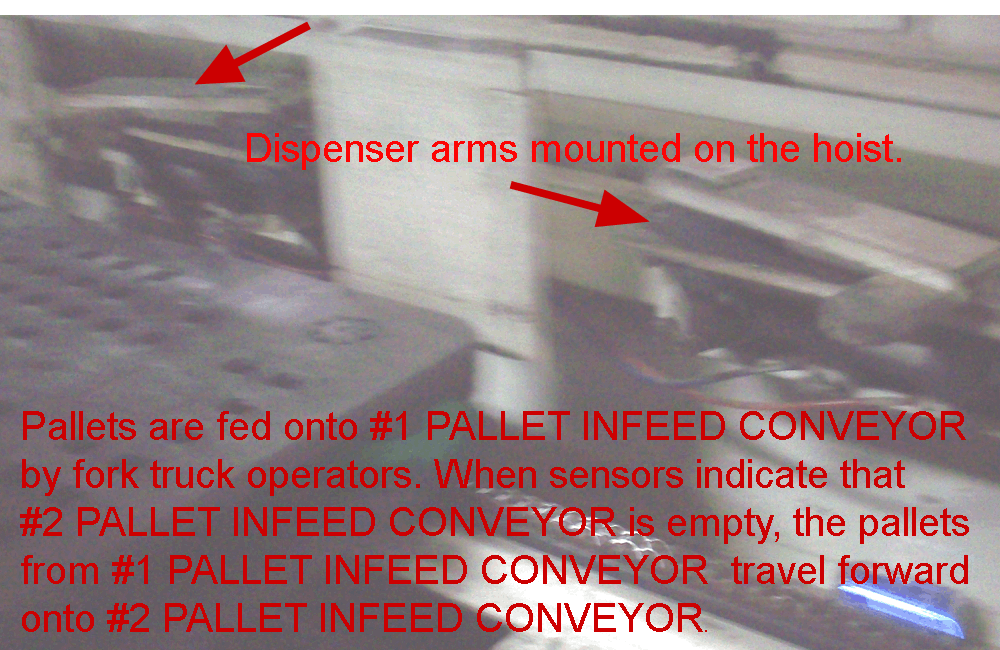 Dispenser arms mounted on the hoist.
Pallets are fed onto #1 PALLET INFEED CONVEYOR
by fork truck operators. When sensors indicate that
#2 PALLET INFEED CONVEYOR is empty, the pallets
from #1 PALLET INFEED CONVEYOR travel forward
onto #2 PALLET INFEED CONVEYOR.